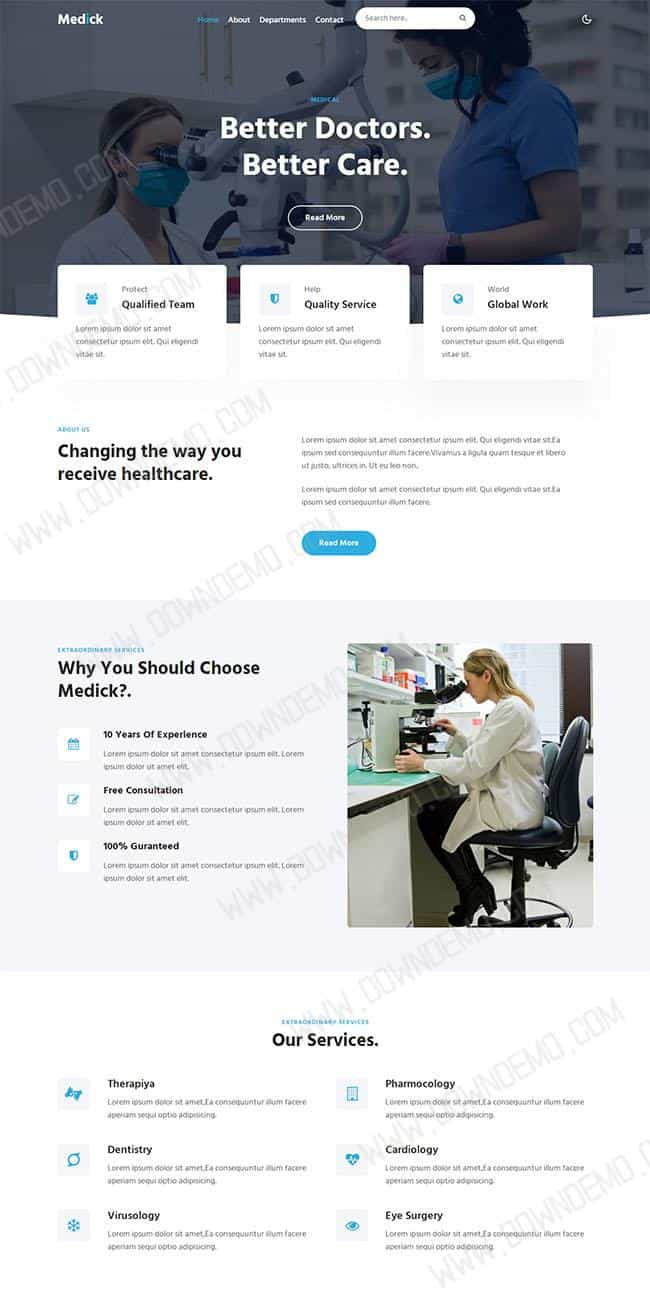 Medick
Home About Departments Contact Search here..
MEDICAL
Better Doctors.
Better Care.
Read More
Protect
Qualified Team
Lorem ipsum dolor sit amet
consectetur ipsum elit. Qui eligendi
vitae sit.
Help
Quality Service
Lorem ipsum dolor sit amet
consectetur ipsum elit. Qui eligendi
vitae sit.
World
Global Work
Lorem ipsum dolor sit amet
consectetur ipsum elit. Qui eligendi
vitae sit.
ABOUT US
Changing the way you
receive healthcare.
Lorem ipsum dolor sit amet consectetur ipsum elit. Qui eligendi sit.Ea
ipsum sed consequuntur illum facere.Vivamus a ligula quam tesque et libero
ut justo, ultrices in. Ut eu leo non.
Lorem ipsum dolor sit amet consectetur ipsum elit. Qui eligendi sit.Ea
ipsum sed consequuntur illum facere.
Read More
EXTRAORDINARY SERVICES
Why You Should Choose
Medick?.
10 Years Of Experience
Lorem ipsum dolor sit amet consectetur ipsum elit. Lorem
ipsum dolor sit amet elit.
Free Consultation
Lorem ipsum dolor sit amet consectetur ipsum elit. Lorem
ipsum dolor sit amet elit.
100% Guranteed
Lorem ipsum dolor sit amet consectetur ipsum elit. Lorem
ipsum dolor sit amet elit.
EXTRAORDINARY SERVICES
Our Services.
Therapiya
Lorem ipsum dolor sit amet,Ea consequuntur illum facere
aperiam sequi optio adipisicing.
Pharmocology
Lorem ipsum dolor sit amet,Ea consequuntur illum facere
aperiam sequi optio adipisicing.
Dentistry
Lorem ipsum dolor sit amet,Ea consequuntur illum facere
aperiam sequi optio adipisicing.
Cardiology
Lorem ipsum dolor sit amet,Ea consequuntur illum facere
aperiam sequi optio adipisicing.
Virusology
Lorem ipsum dolor sit amet,Ea consequuntur illum facere
aperiam sequi optio adipisicing.
Eye Surgery
Lorem ipsum dolor sit amet,Ea consequuntur illum facere
aperiam sequi optio adipisicing.
WWW.DOWNDEMO.COM